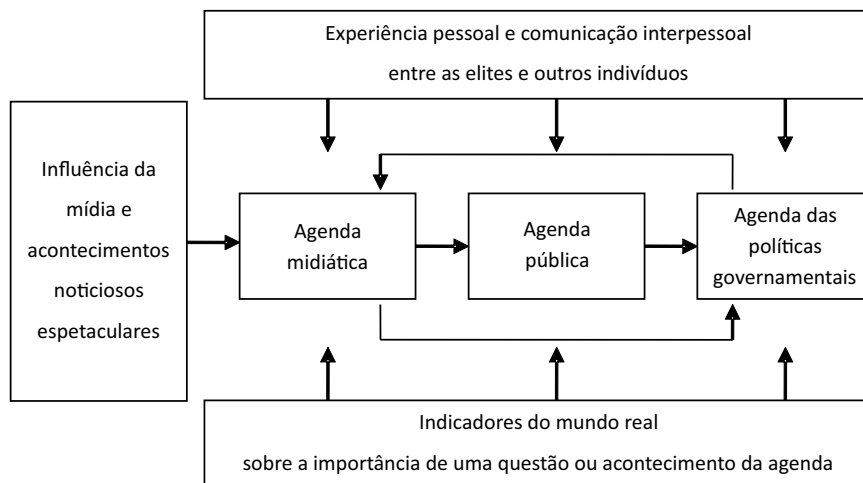 Experiência pessoal e comunicação interpessoal
entre as elites e outros indivíduos
Influência da
mídia e
acontecimentos
noticiosos
espetaculares
Agenda
midiática
Agenda
pública
Agenda das
políticas
governamentais
Indicadores do mundo real
sobre a importância de uma questão ou acontecimento da agenda